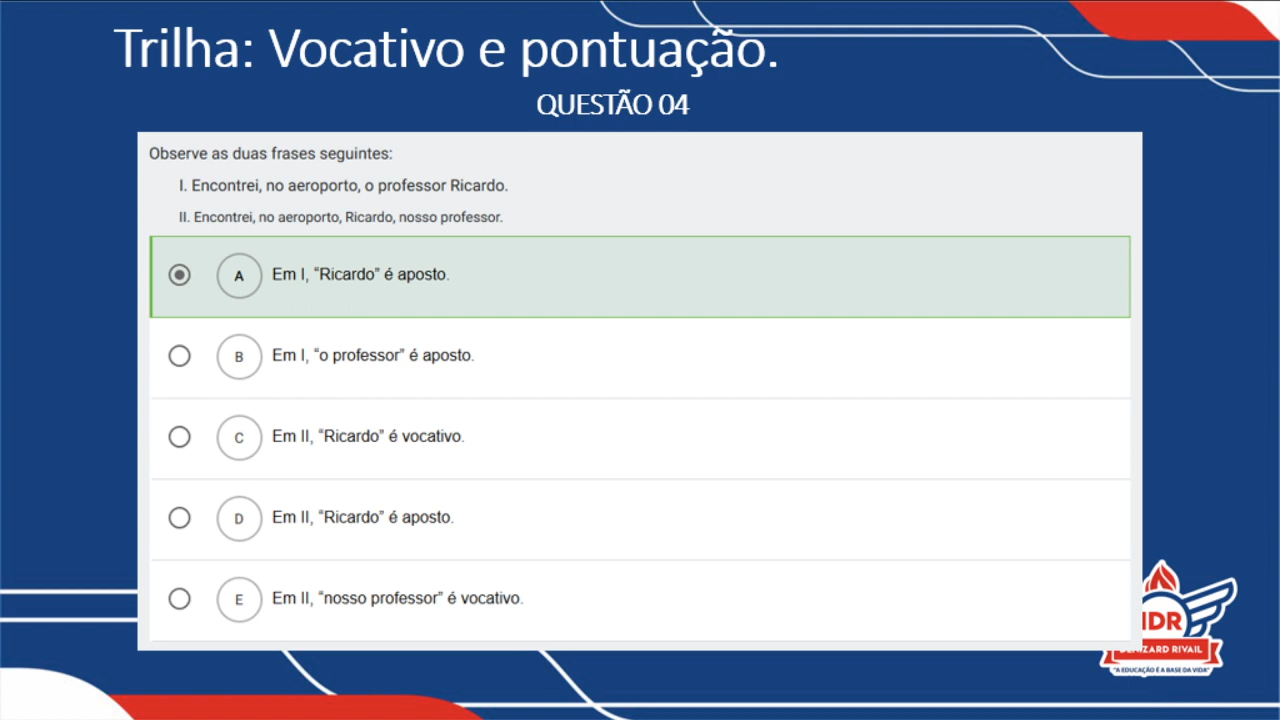 Trilha: Vocativo e pontuação.
QUESTÃO 04
Observe as duas frases seguintes:
I. Encontrei, no aeroporto, o professor Ricardo.
II. Encontrei, no aeroporto, Ricardo, nosso professor.
A Em I, “Ricardo” é aposto.
B Em I, “o professor” é aposto.
C Em II, “Ricardo” é vocativo.
D Em II, “Ricardo” é aposto.
E Em II, “nosso professor” é vocativo.
IDR
DENIZARD RIVAIL
"A EDUCAÇÃO É A BASE DA VIDA"